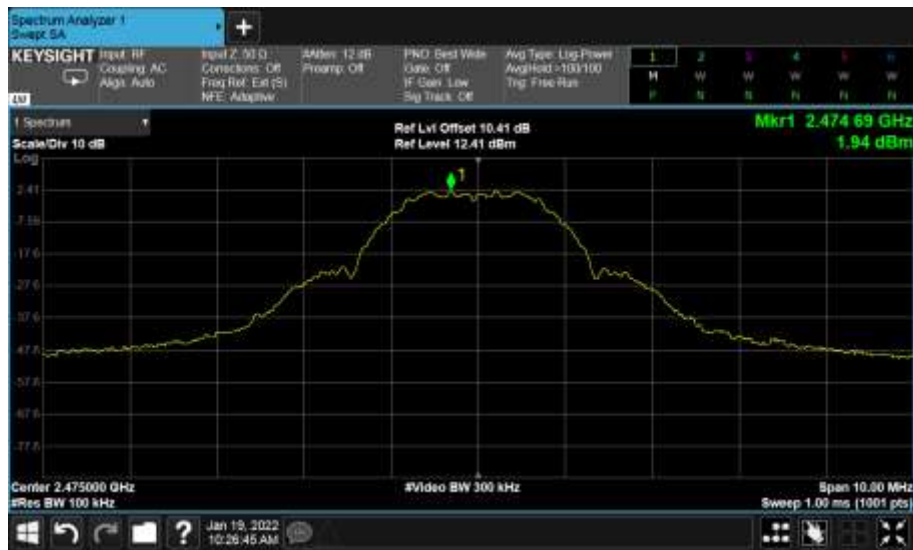 Spectrum Analyzer 1
Swept SA
+
KEYSIGHT Input: RF
Coupling: AC
Align: Auto
Input Z: 50 Ω
Corrections: Off
Freq Ref: Ext (S)
NFE: Adaptive
#Atten: 12 dB
Preamp: Off
PNO: Best Wide
Gate: Off
IF Gain: Low
Sig Track: Off
Avg Type: Log-Power
Avg|Hold:>100/100
Trig: Free Run
1 2 3 4 5 6
M W W W W W
P N N N N N
1 Spectrum
Scale/Div 10 dB
Ref Lvl Offset 10.41 dB
Ref Level 12.41 dBm
Mkr1 2.474 69 GHz
1.94 dBm
Log
1
2.41
-7.59
-17.6
-27.6
-37.6
-47.6
-57.6
-67.6
-77.6
Center 2.475000 GHz
#Res BW 100 kHz
#Video BW 300 kHz
Span 10.00 MHz
Sweep 1.00 ms (1001 pts)
?
Jan 19, 2022
10:26:45 AM